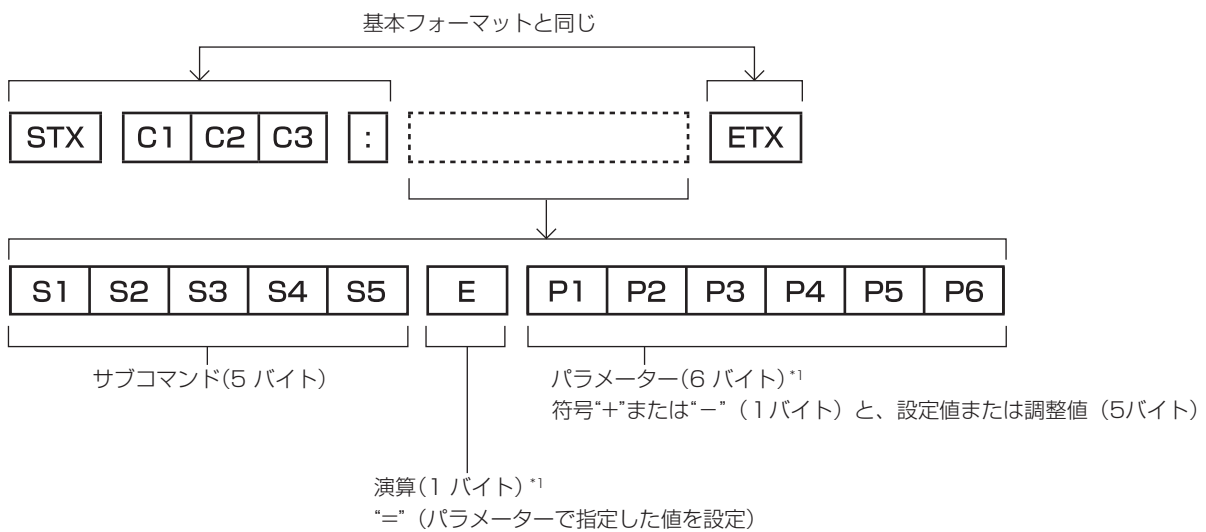 基本フォーマットと同じ
STX C1 C2 C3 : ETX
S1 S2 S3 S4 S5 E P1 P2 P3 P4 P5 P6
サブコマンド(5 バイト)
パラメーター(6 バイト)*1
符号“+”または“−”（1バイト）と、設定値または調整値（5バイト）
演算(1 バイト)*1
“=”（パラメーターで指定した値を設定）